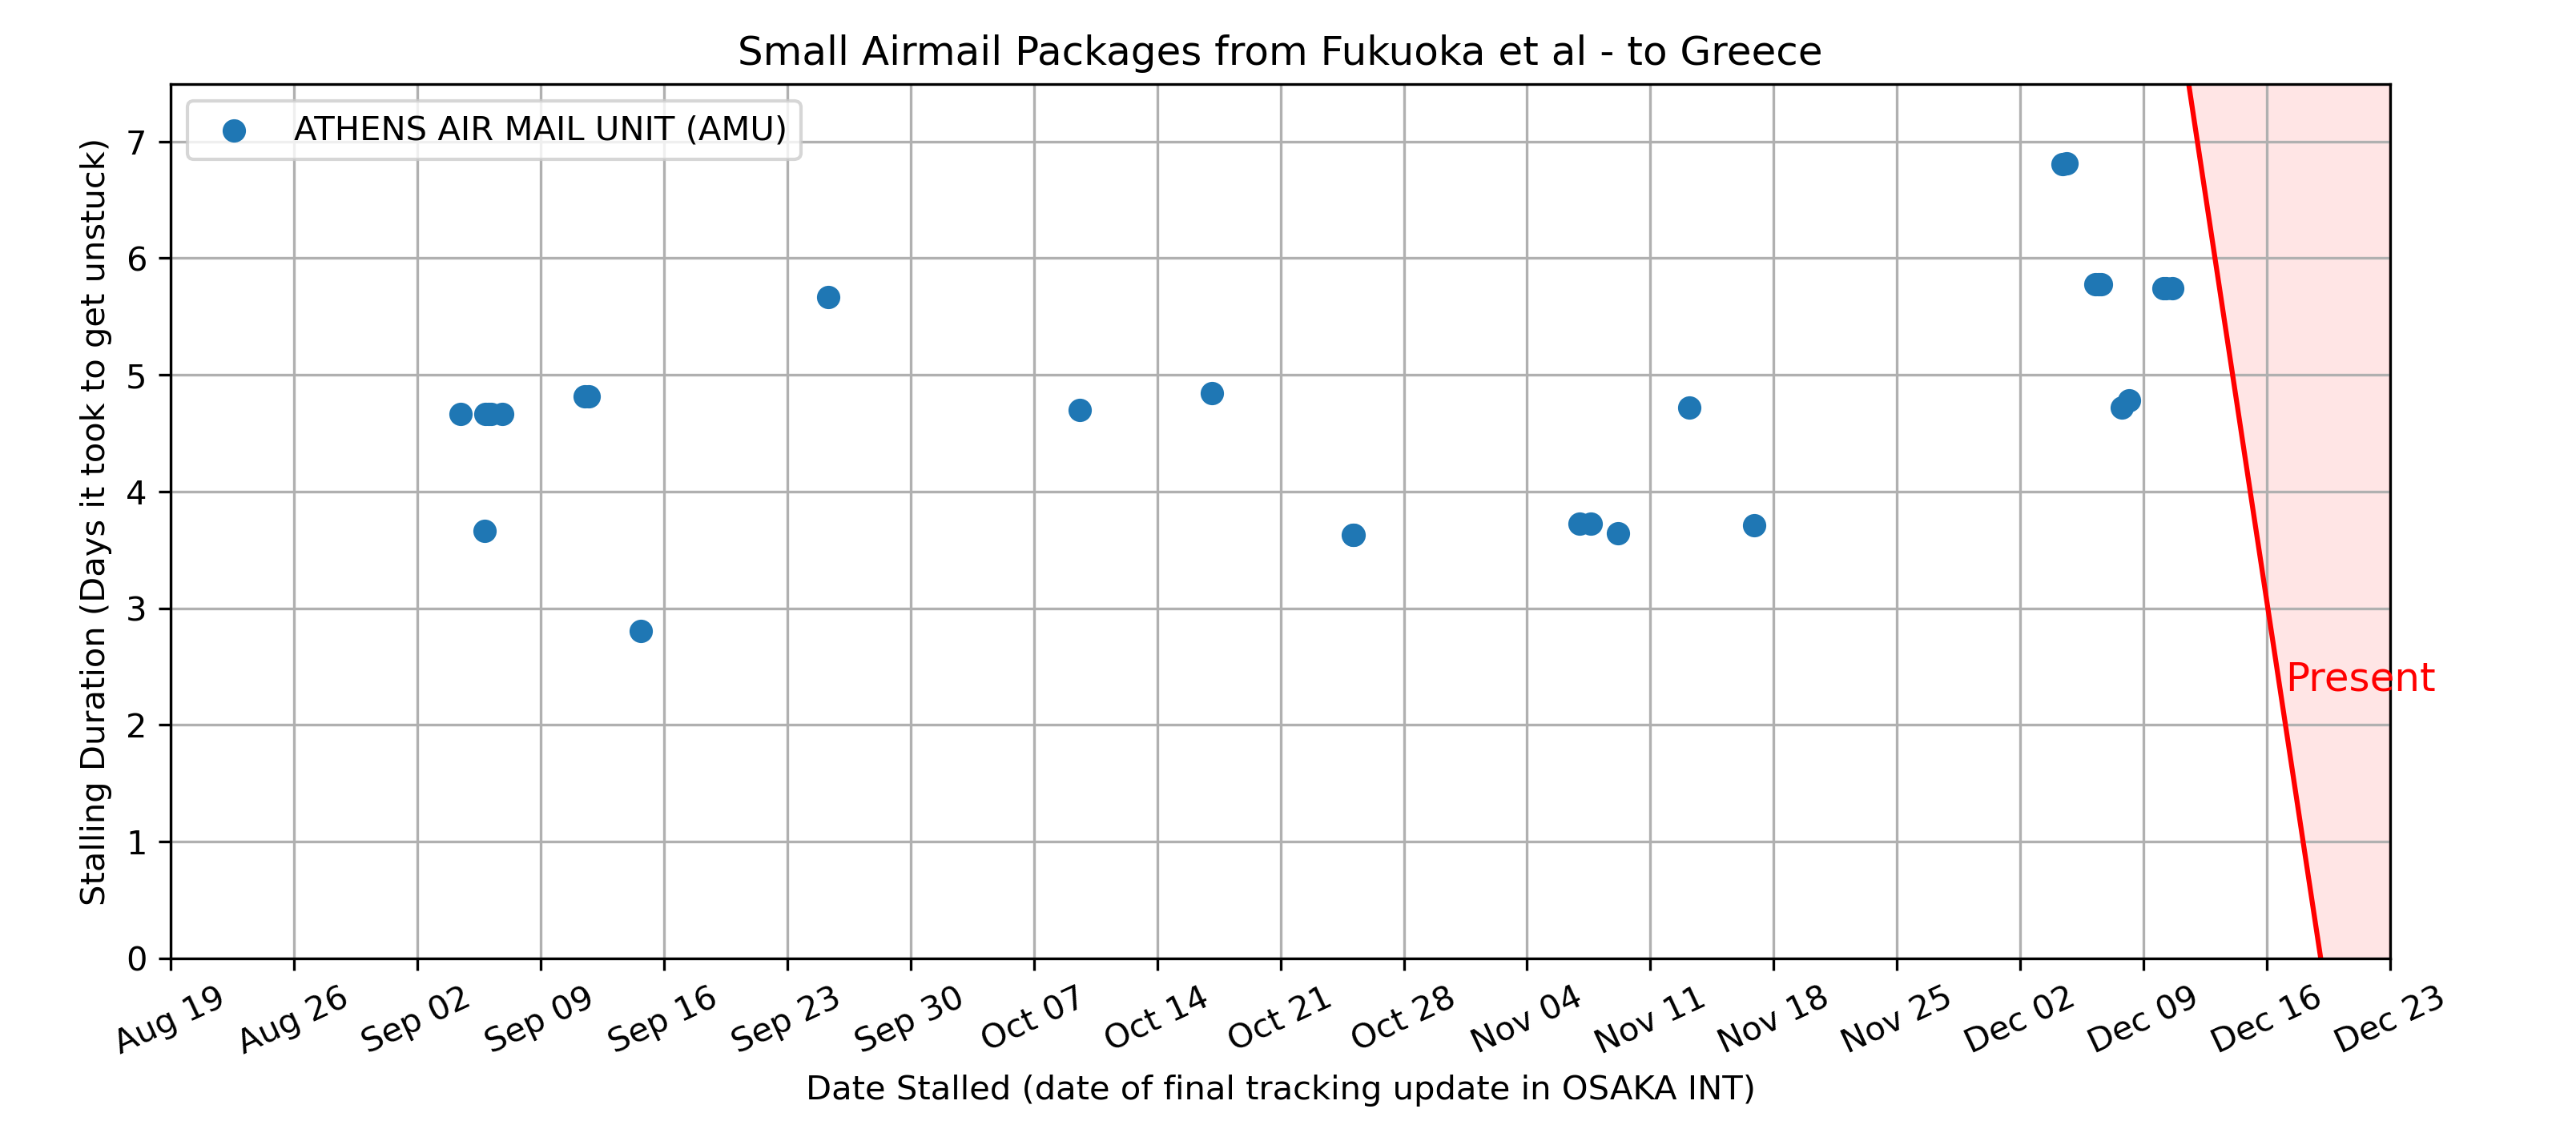 Small Airmail Packages from Fukuoka et al - to Greece
ATHENS AIR MAIL UNIT (AMU)
Stalling Duration (Days it took to get unstuck)
7
6
5
4
3
2
1
0
Present
Aug 19 Aug 26 Sep 02 Sep 09 Sep 16 Sep 23 Sep 30 Oct 07 Oct 14 Oct 21 Oct 28 Nov 04 Nov 11 Nov 18 Nov 25 Dec 02 Dec 09 Dec 16 Dec 23
Date Stalled (date of final tracking update in OSAKA INT)